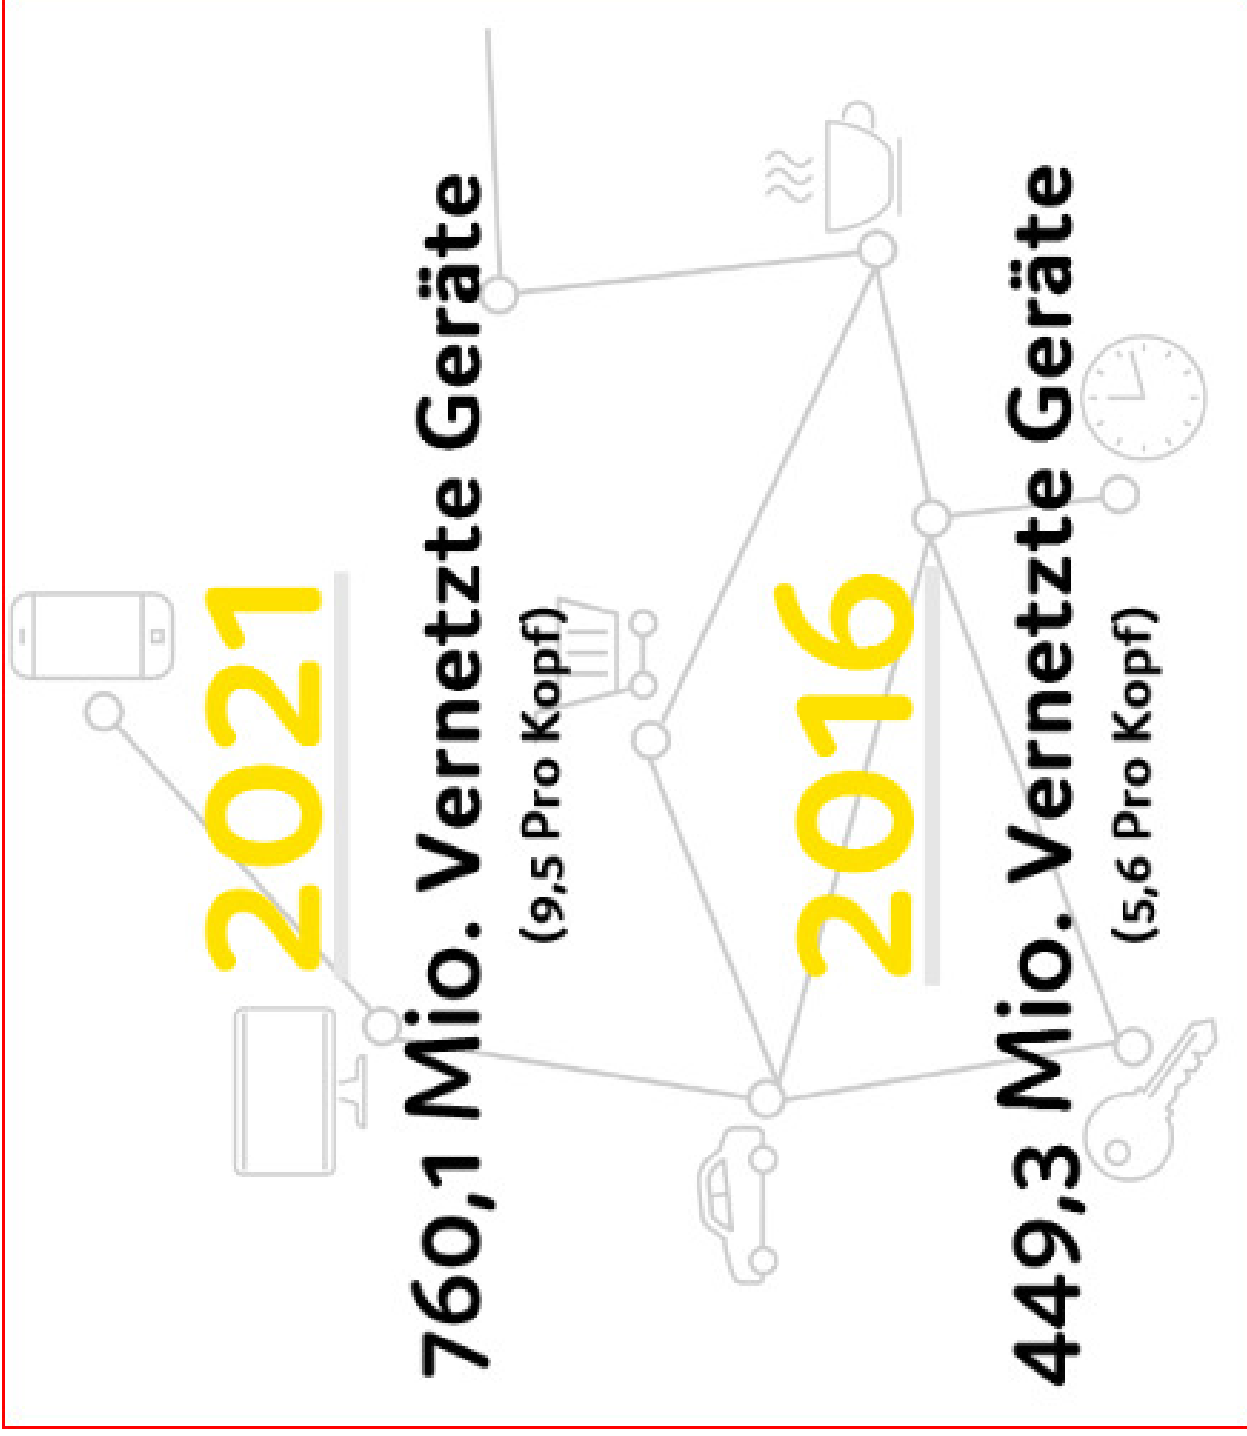 2021
760,1 Mio. Vernetzte Geräte
(9,5 Pro Kopf)
2016
449,3 Mio. Vernetzte Geräte
(5,6 Pro Kopf)